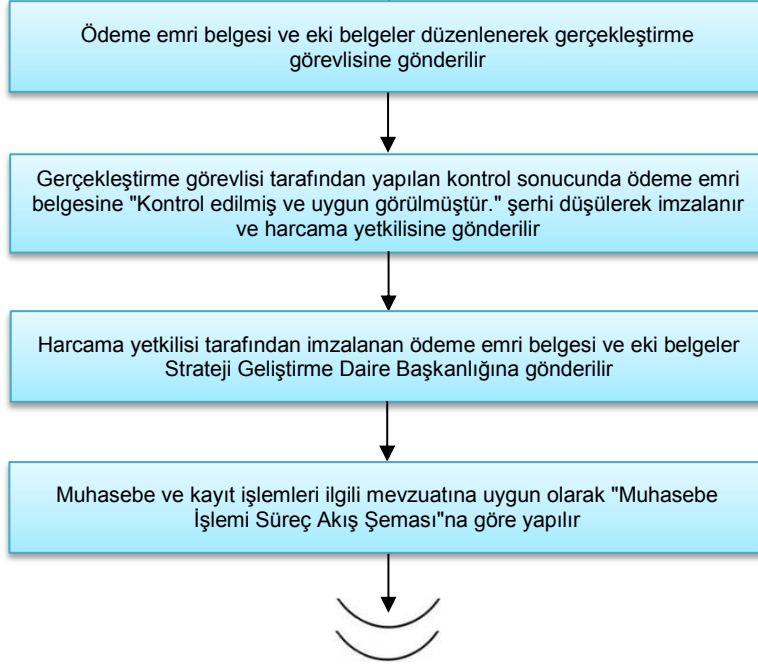 Ödeme emri belgesi ve eki belgeler düzenlenerek gerçekleştirme
görevlisine gönderilir
Gerçekleştirme görevlisi tarafından yapılan kontrol sonucunda ödeme emri
belgesine "Kontrol edilmiş ve uygun görülmüştür." şerhi düşülerek imzalanır
ve harcama yetkilisine gönderilir
Harcama yetkilisi tarafından imzalanan ödeme emri belgesi ve eki belgeler
Strateji Geliştirme Daire Başkanlığına gönderilir
Muhasebe ve kayıt işlemleri ilgili mevzuatına uygun olarak "Muhasebe
İşlemi Süreç Akış Şeması"na göre yapılır